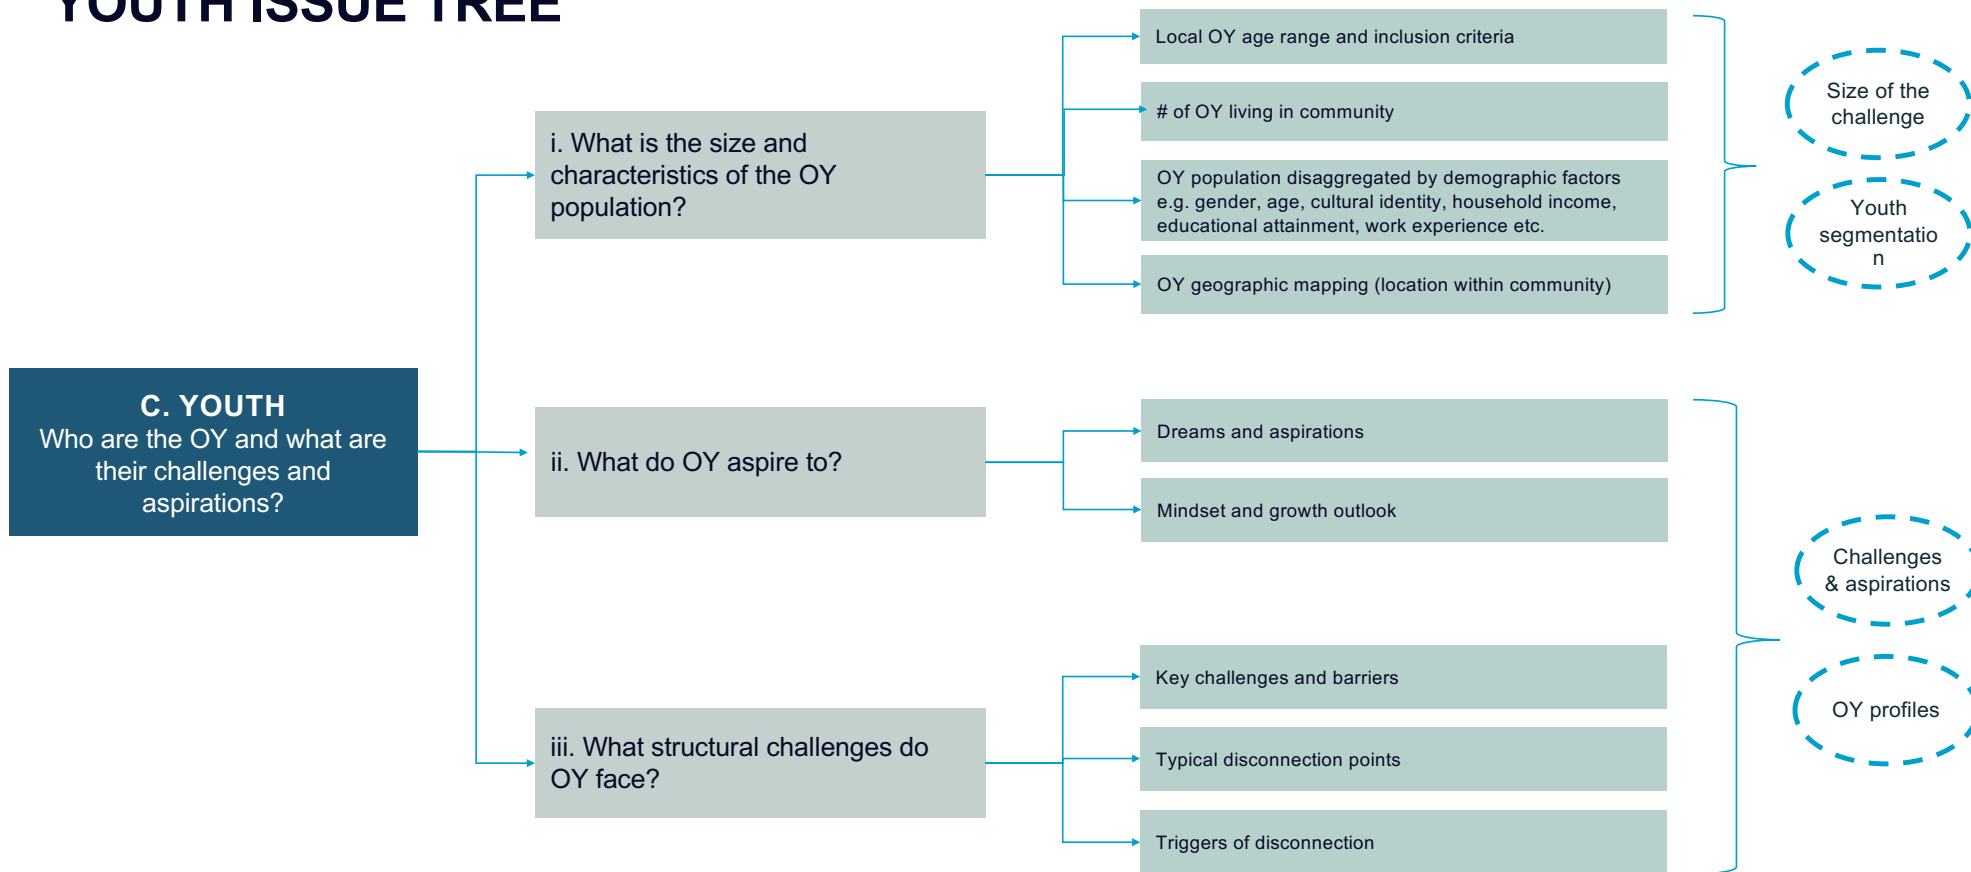 YOUTH ISSUE TREE
Local OY age range and inclusion criteria
# of OY living in community
i. What is the size and
characteristics of the OY
population?
OY population disaggregated by demographic factors
e.g. gender, age, cultural identity, household income,
educational attainment, work experience etc.
OY geographic mapping (location within community)
Size of the
challenge
Youth
segmentatio
n
C. YOUTH
Who are the OY and what are
their challenges and
aspirations?
ii. What do OY aspire to?
Dreams and aspirations
Mindset and growth outlook
iii. What structural challenges do
OY face?
Key challenges and barriers
Typical disconnection points
Triggers of disconnection
Challenges
& aspirations
OY profiles